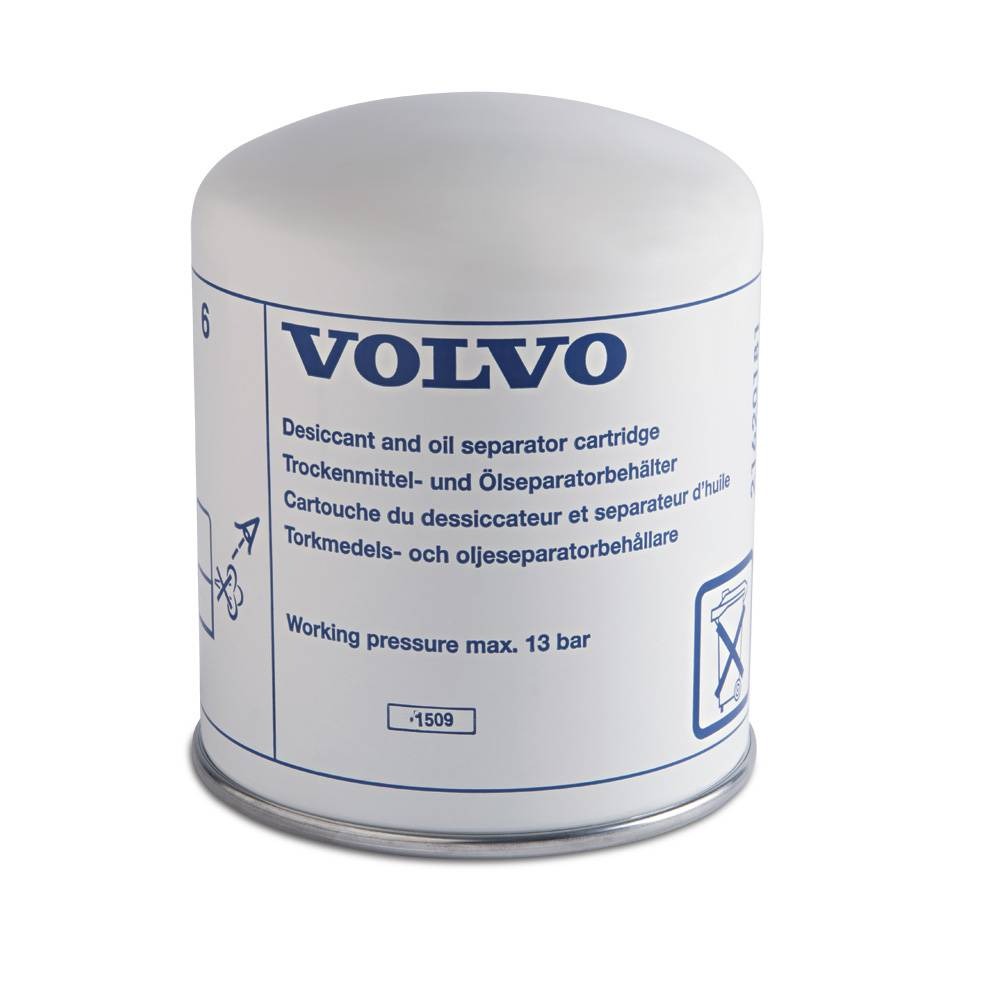 6
VOLVO
Desiccant and oil separator cartridge
Trockenmittel- und Ölseparatorbehälter
Cartouche du dessiccateur et separateur d'huile
Torkmedels- och oljeseparatorbehållare
Working pressure max. 13 bar
1509